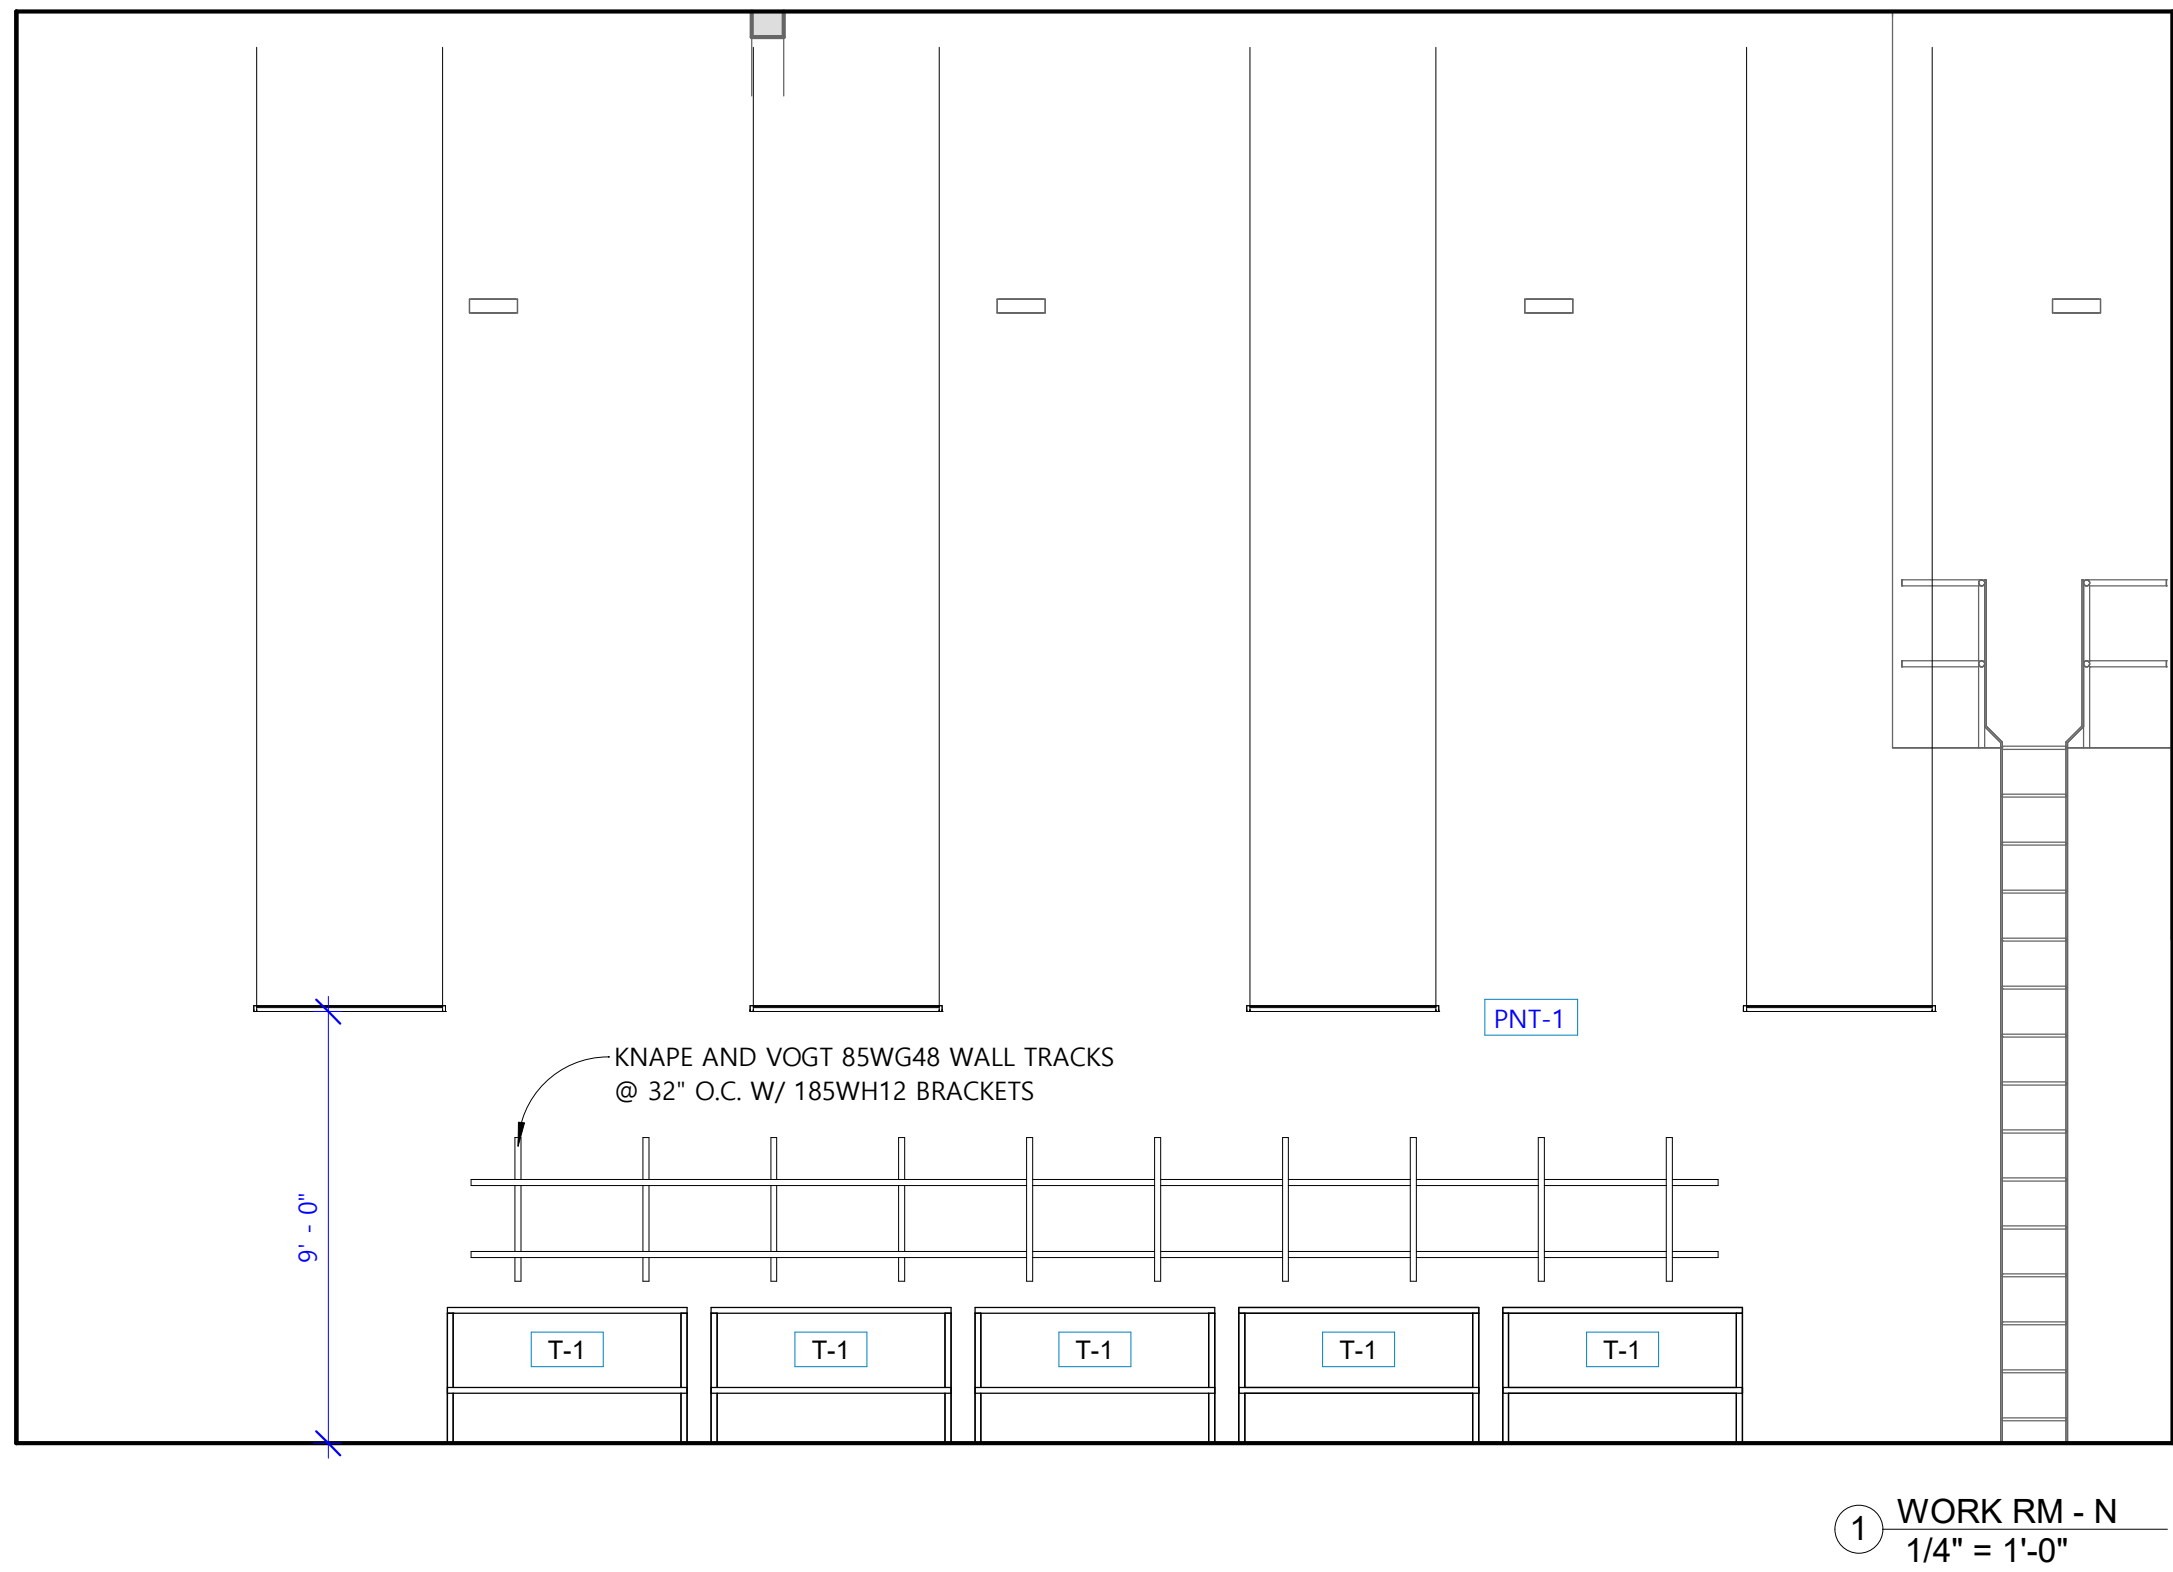 PNT-1
KNAPE AND VOGT 85WG48 WALL TRACKS
@ 32" O.C. W/ 185WH12 BRACKETS
9' - 0"
T-1
T-1
T-1
T-1
T-1
1
WORK RM - N
1/4" = 1'-0"